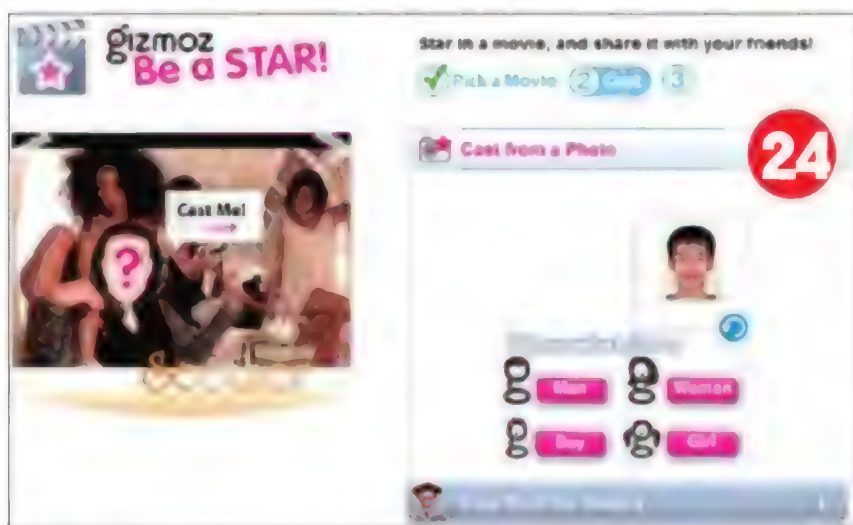 gizmoz
Be a STAR!
Star in a movie, and share it with your friends!
Pick a Movie 2 Cast 3
Cast from a Photo
24
Cast Me!
?
Man
Woman
Boy
Girl